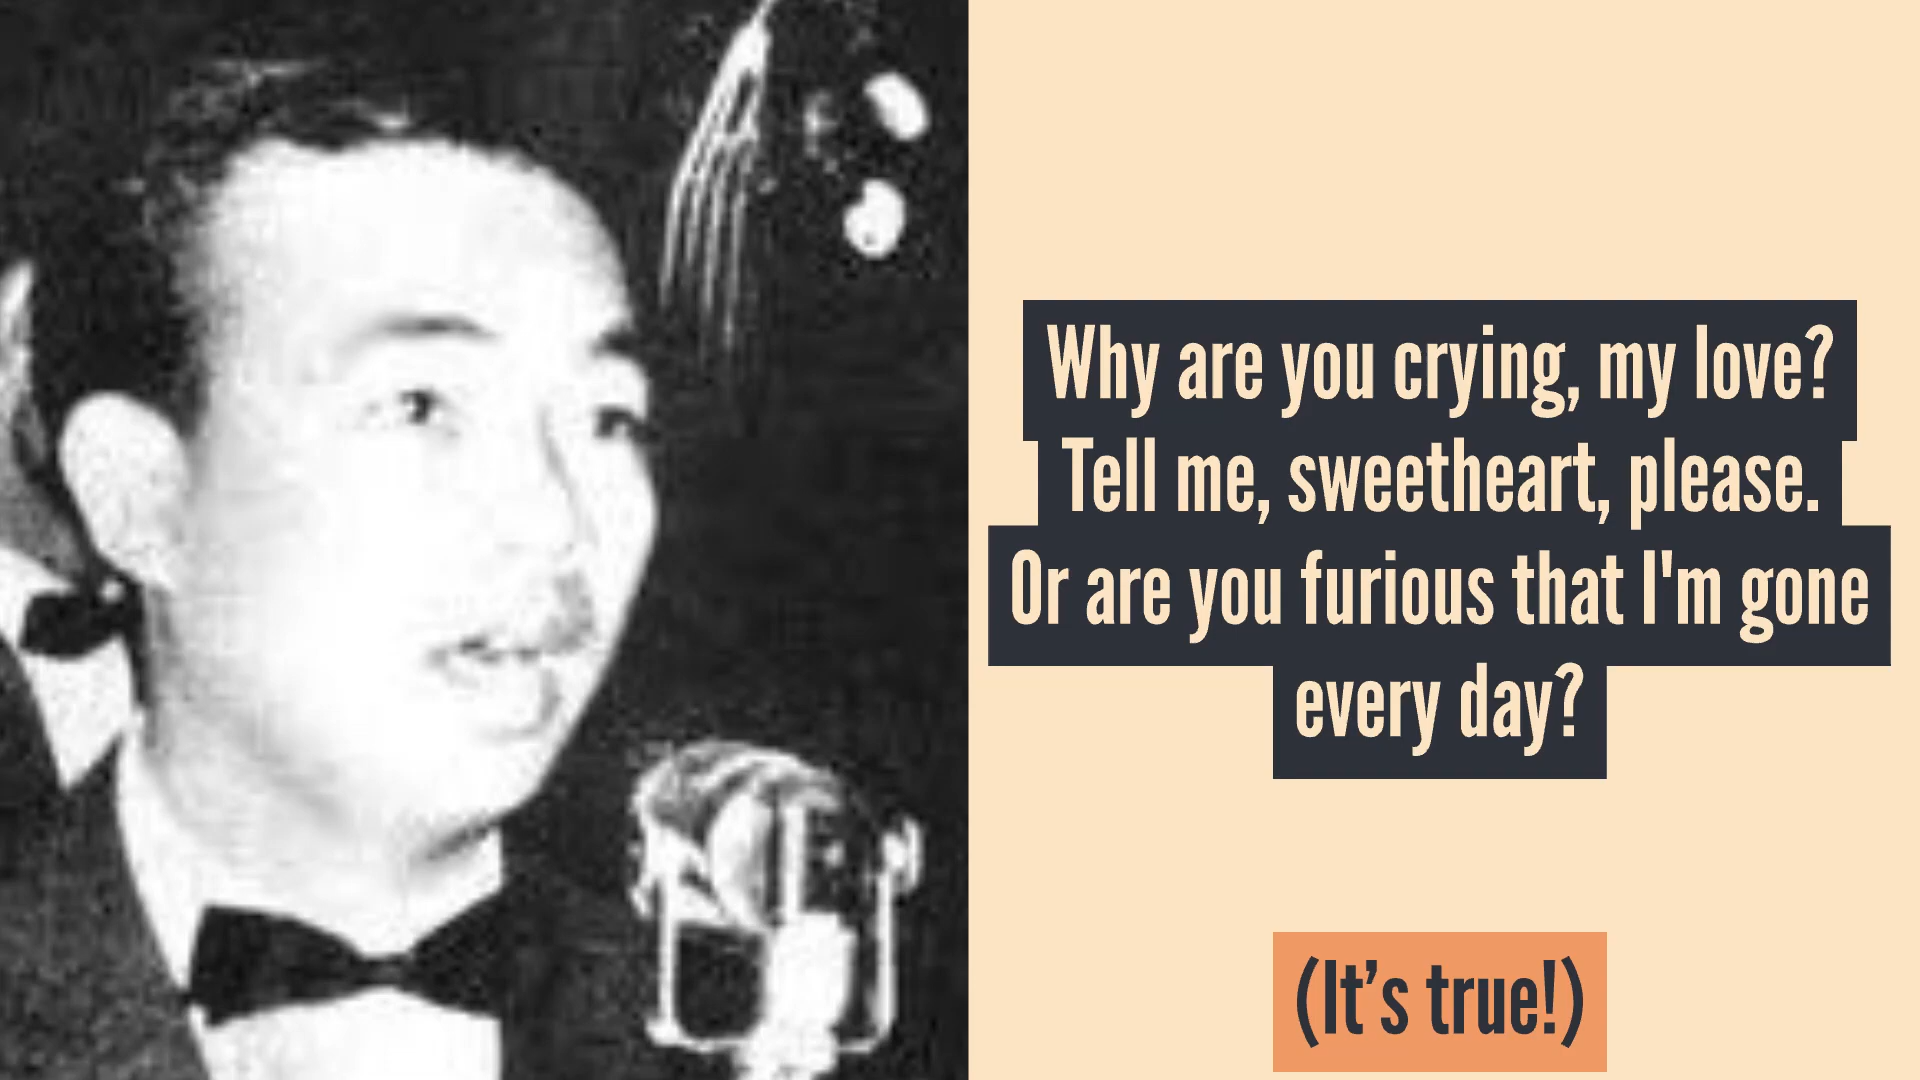 Why are you crying, my love?
Tell me, sweetheart, please.
Or are you furious that I'm gone
every day?
(It’s true!)